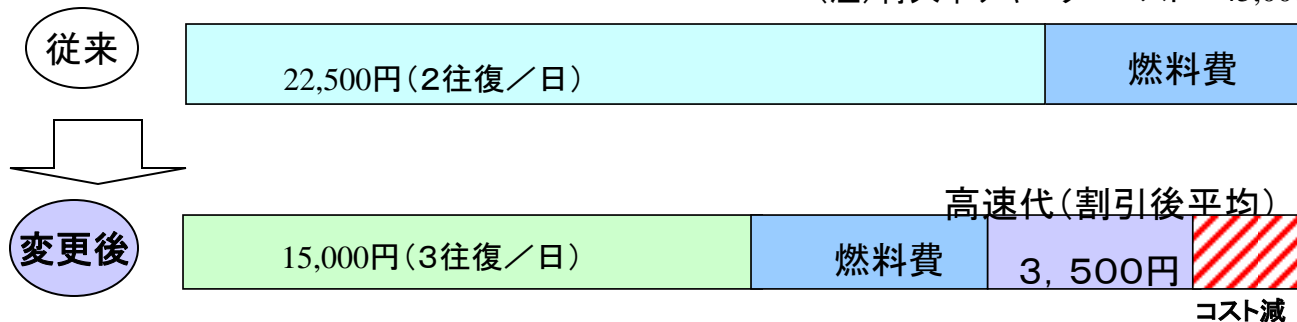 従来
22,500円（２往復／日）
燃料費
高速代（割引後平均）
変更後
15,000円（３往復／日）
燃料費
３，５００円
コスト減